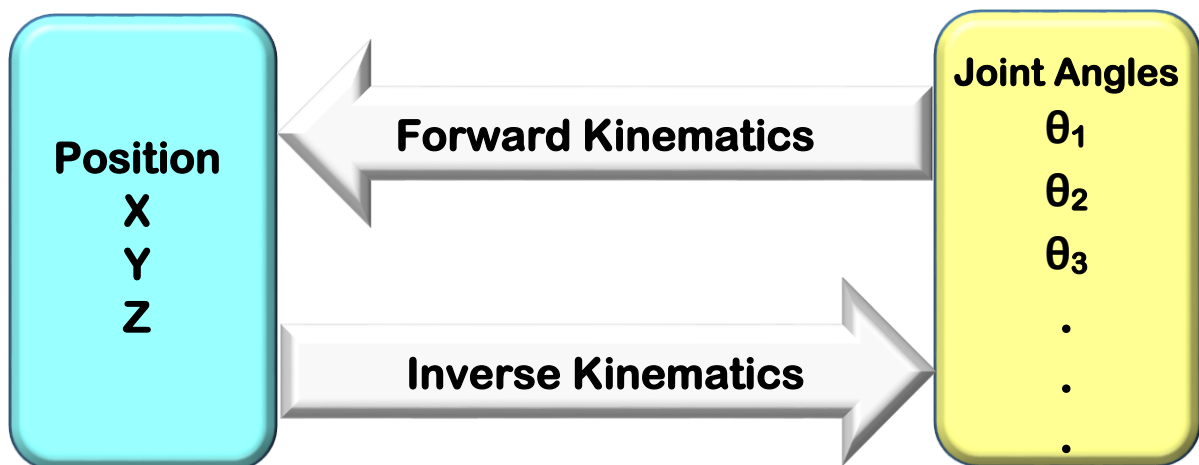 Position
X
Y
Z
Forward Kinematics
Inverse Kinematics
Joint Angles
θ₁
θ₂
θ₃
.
.
.